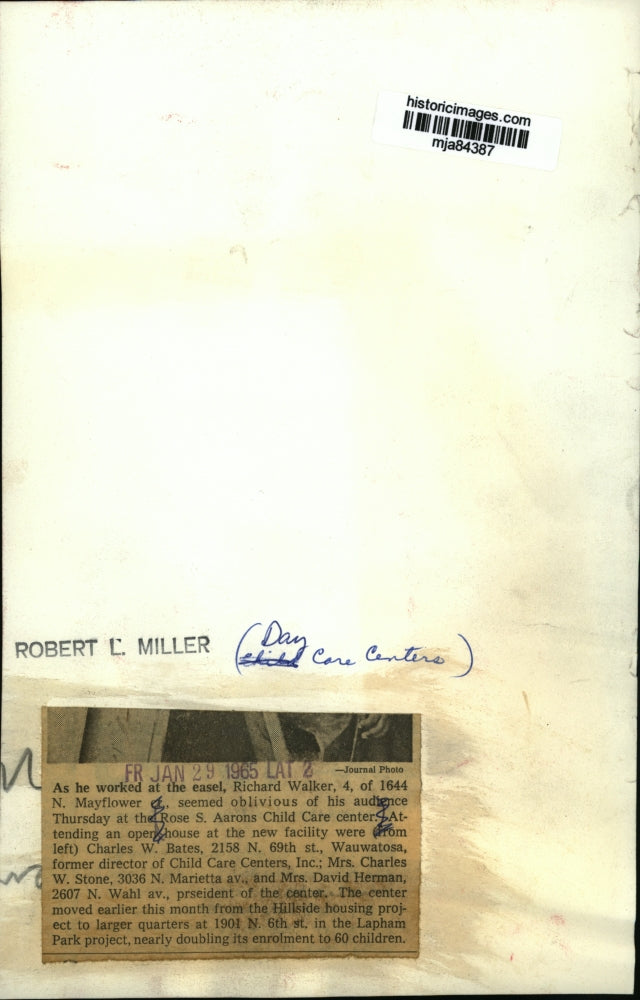 historicimages.com
mja84387
ROBERT L. MILLER
(Day
Child Care Centers)
FR JAN 29 1965 LAT 2
—Journal Photo
As he worked at the easel, Richard Walker, 4, of 1644
N. Mayflower , seemed oblivious of his audience
Thursday at the Rose S. Aarons Child Care center. At-
tending an open house at the new facility were (from
left) Charles W. Bates, 2158 N. 69th st., Wauwatosa,
former director of Child Care Centers, Inc.; Mrs. Charles
W. Stone, 3036 N. Marietta av., and Mrs. David Herman,
2607 N. Wahl av., prseident of the center. The center
moved earlier this month from the Hillside housing proj-
ect to larger quarters at 1901 N. 6th st. in the Lapham
Park project, nearly doubling its enrolment to 60 children.